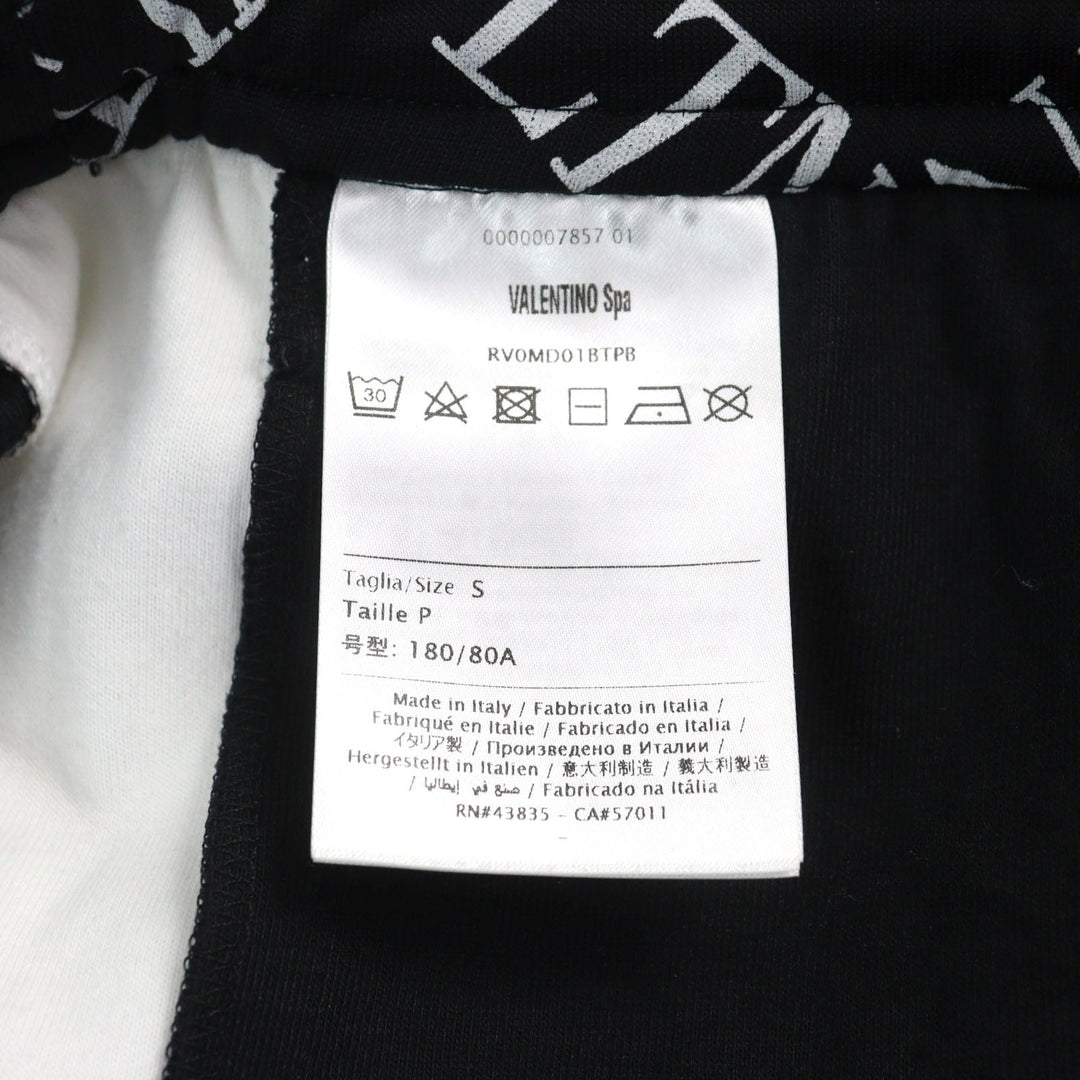 LTN
0000007857 01
VALENTINO Spa
RV0MD01BTPB
30
Taglia/Size S
Taille P
号型: 180/80A
Made in Italy / Fabbricato in Italia /
Fabriqué en Italie / Fabricado en Italia /
イタリア製 / Произведено в Италии /
Hergestellt in Italien / 意大利制造 / 義大利製造
/ صنع في إيطاليا / Fabricado na Itália
RN#43835 - CA#57011